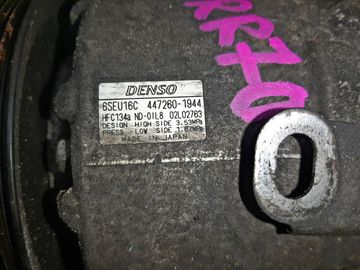 RR70
DENSO
6SEU16C 447260-1944
HFC134a ND-OIL8 02L02763
DESIGN HIGH SIDE 3.53MPa
PRESS LOW SIDE 1.67MPa
MADE IN JAPAN